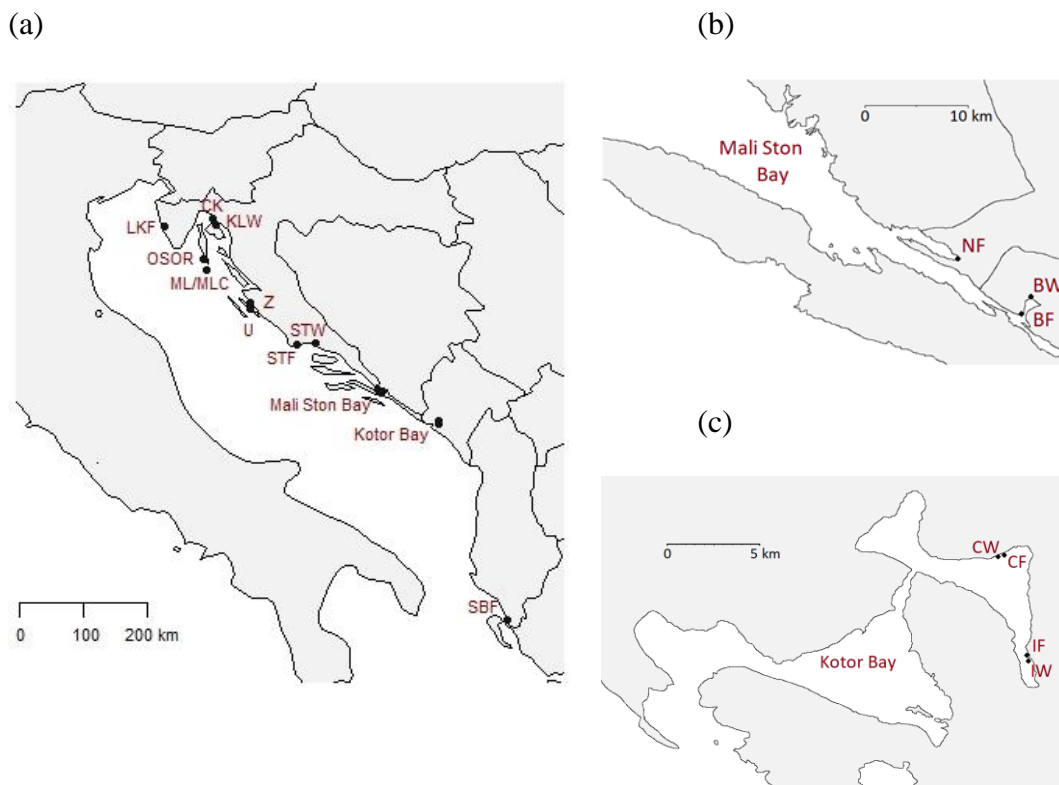 (a)
CK
KLW
LKF
OSOR
ML/MLC
Z
U
STW
STF
Mali Ston Bay
Kotor Bay
SBF
0 100 200 km
(b)
0 10 km
Mali Ston
Bay
NF
BW
BF
(c)
0 5 km
CW
CF
IF
IW
Kotor Bay